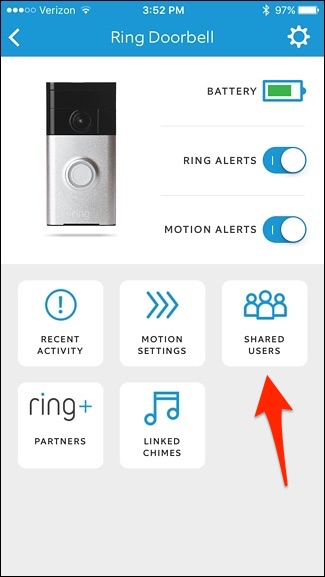 Verizon 3:52 PM 97%
Ring Doorbell
BATTERY
RING ALERTS
MOTION ALERTS
ring
RECENT
ACTIVITY
MOTION
SETTINGS
SHARED
USERS
ring+
PARTNERS
LINKED
CHIMES